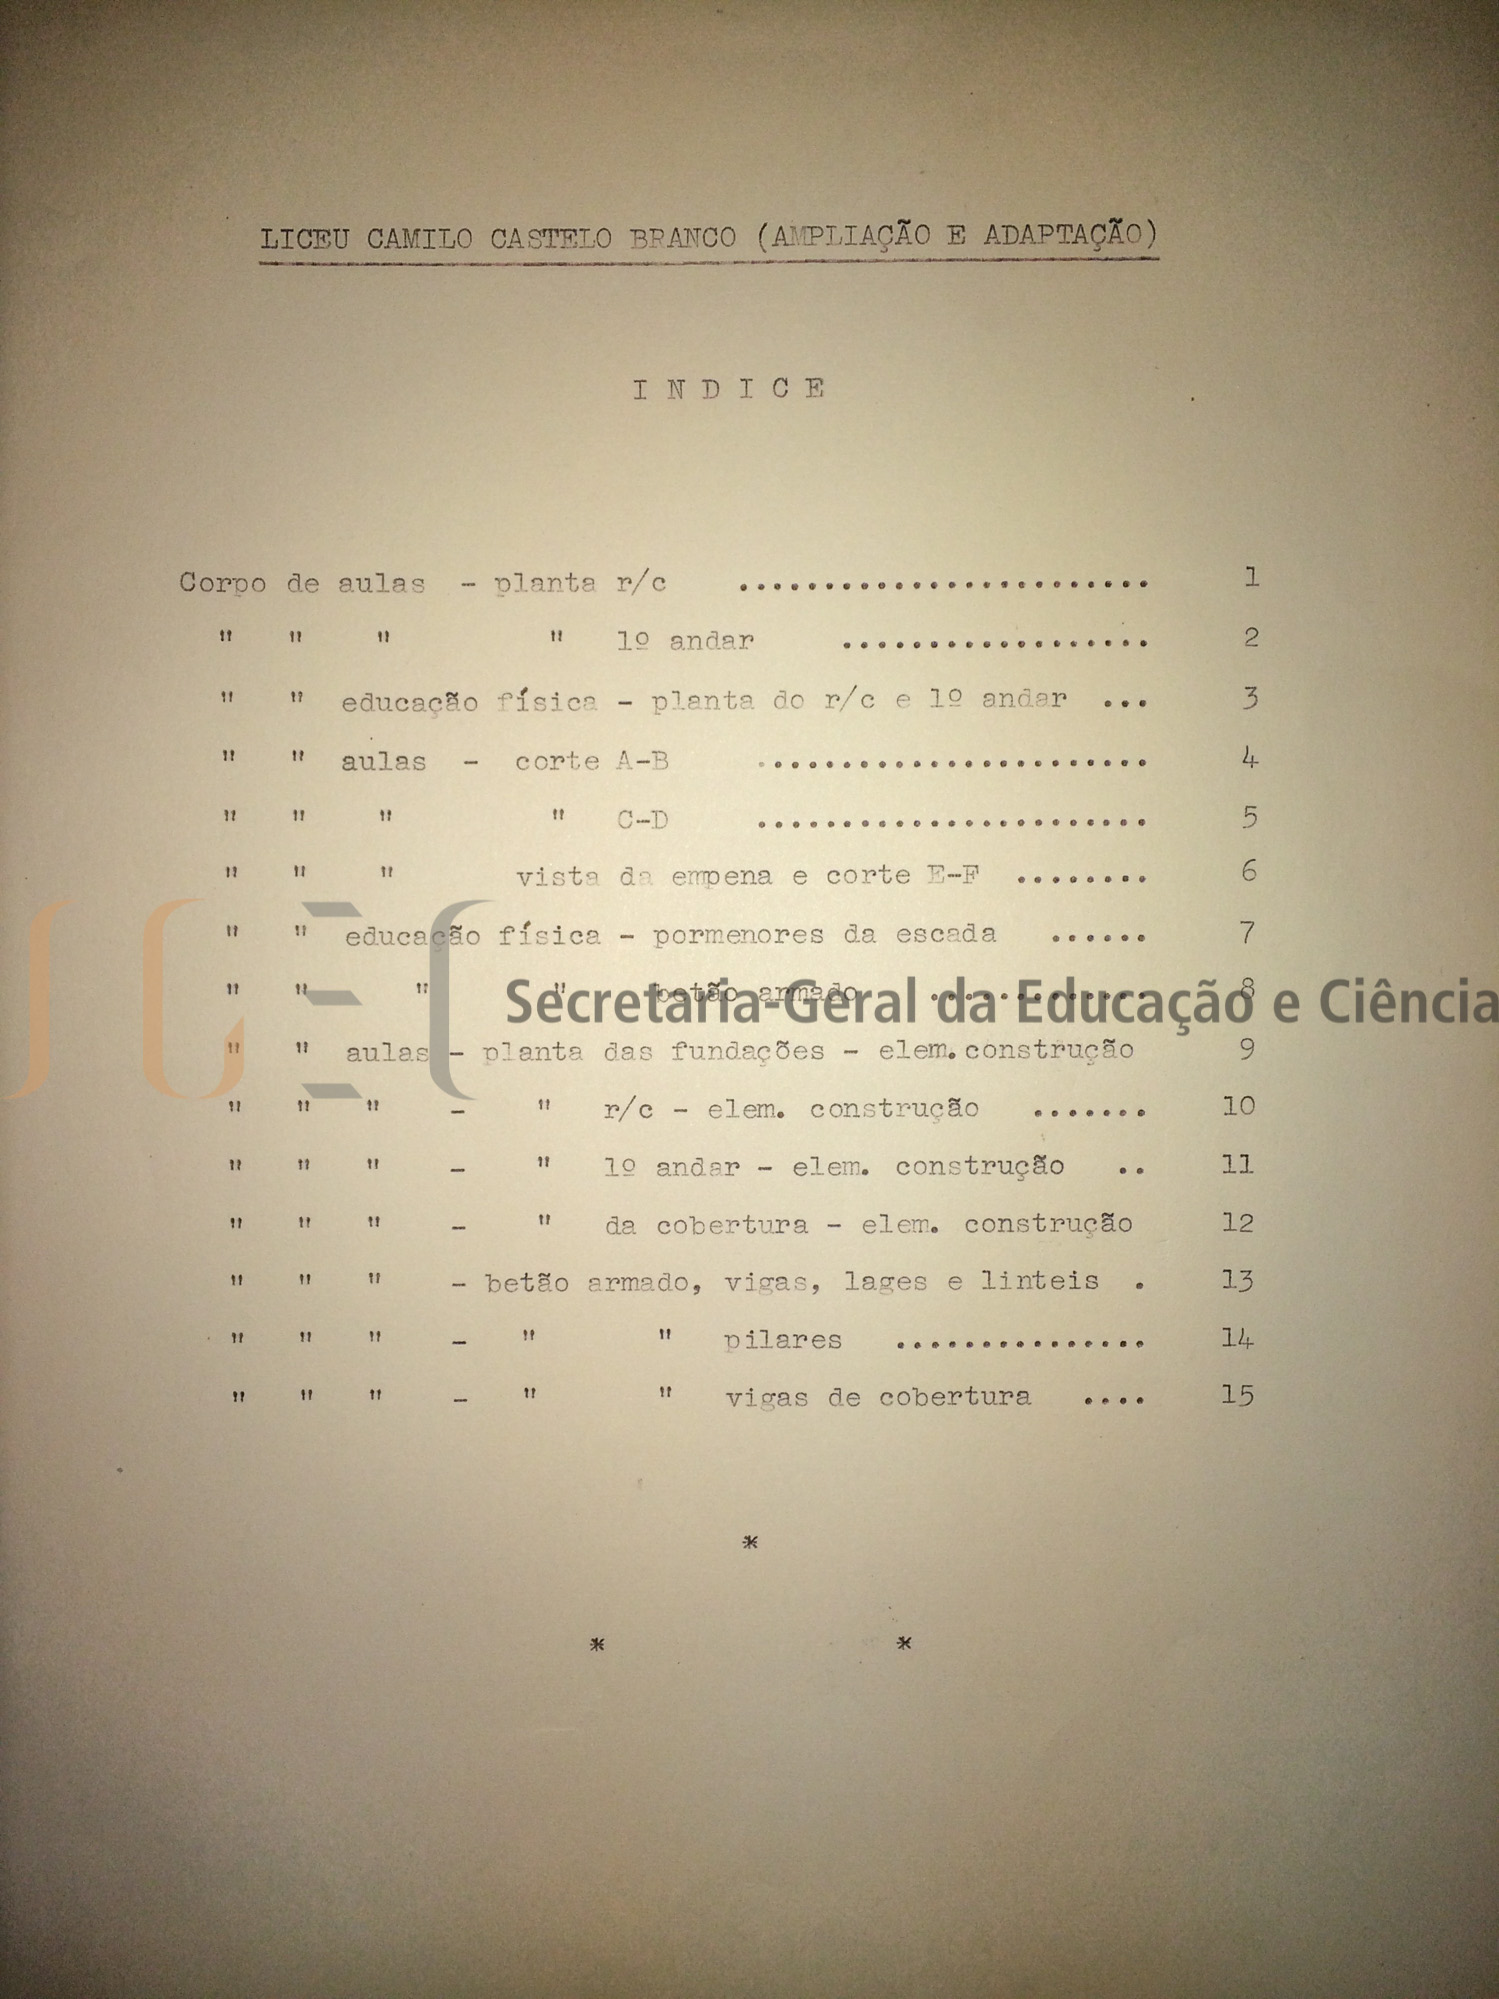 LICEU CAMILO CASTELO BRANCO (AMPLIAÇÃO E ADAPTAÇÃO)
I N D I C E
Corpo de aulas - planta r/c ........................ 1
" " " " 1º andar .................. 2
" " educação física - planta do r/c e 1º andar ... 3
" " aulas - corte A-B ....................... 4
" " " " C-D ....................... 5
" " " vista da empena e corte E-F ........ 6
" " educação física - pormenores da escada ...... 7
" " " " betão armado ............. 8
Secretaria-Geral da Educação e Ciência
" " aulas - planta das fundações - elem. construção 9
" " " - " r/c - elem. construção ....... 10
" " " - " 1º andar - elem. construção .. 11
" " " - " da cobertura - elem. construção 12
" " " - betão armado, vigas, lages e linteis . 13
" " " - " " pilares ............... 14
" " " - " " vigas de cobertura .... 15
*
* *